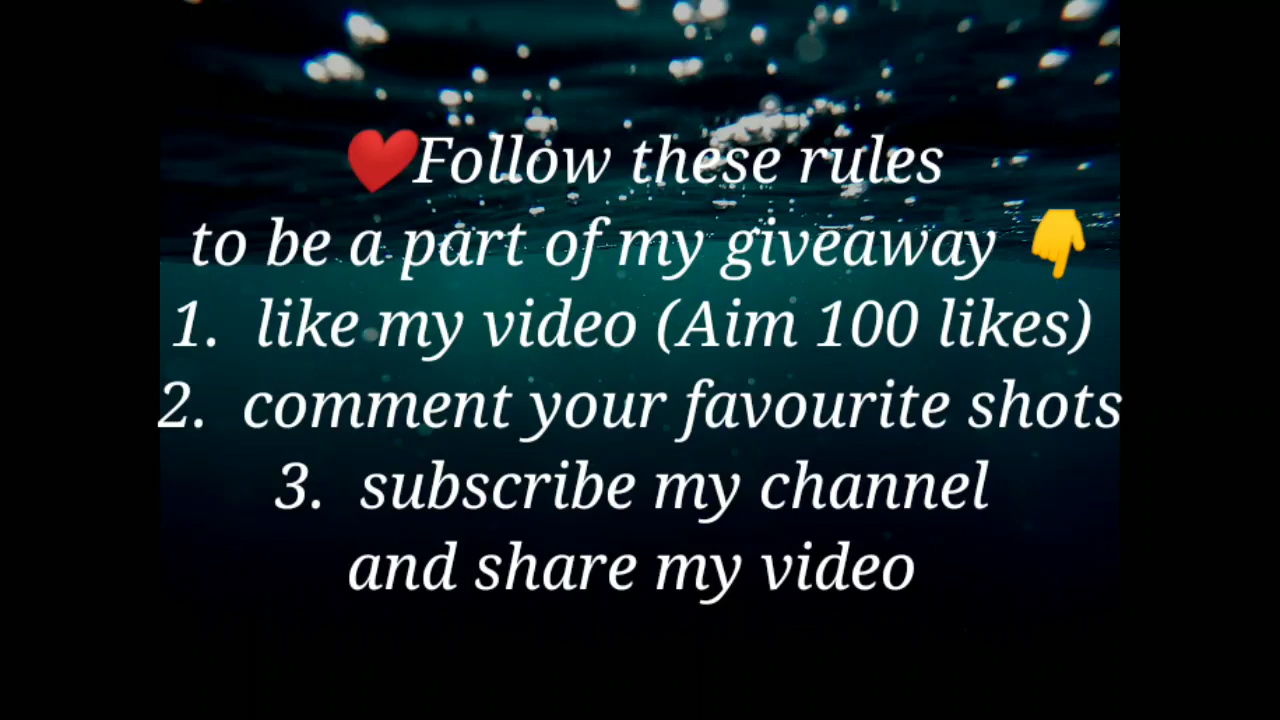 ❤️Follow these rules
to be a part of my giveaway 👇
1. like my video (Aim 100 likes)
2. comment your favourite shots
3. subscribe my channel
and share my video